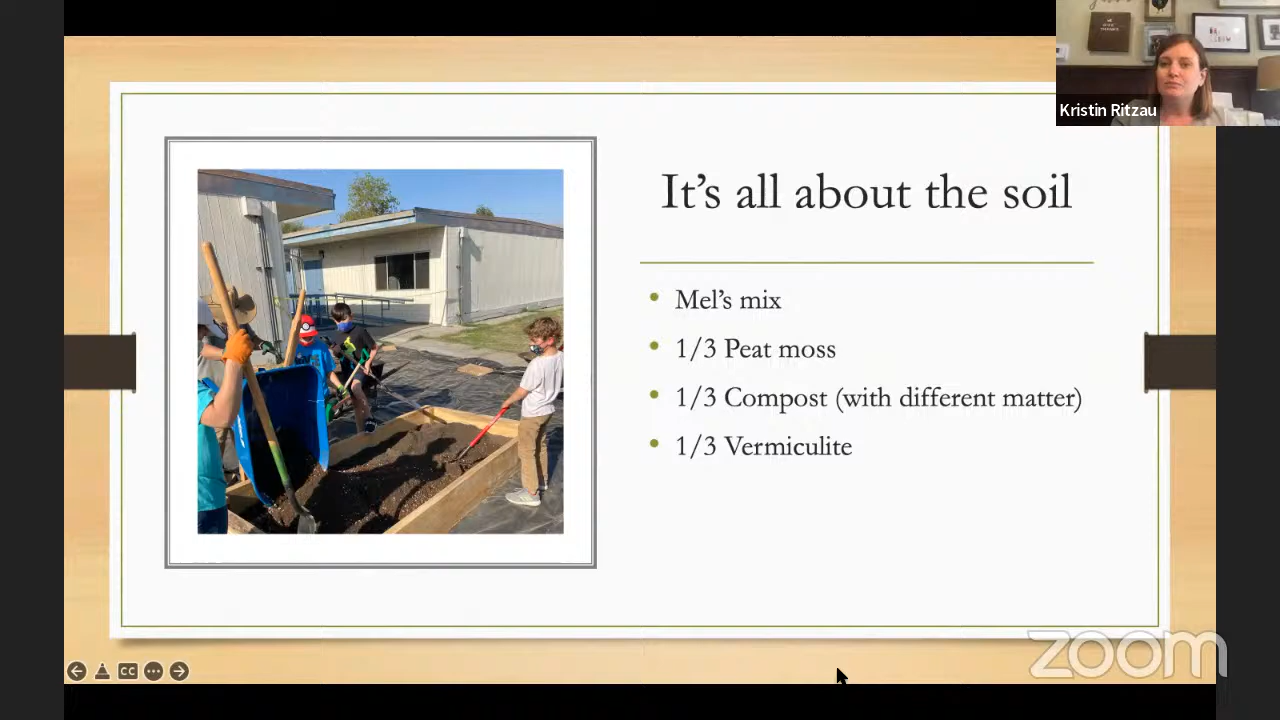 Kristin Ritzau
It's all about the soil
Mel's mix
1/3 Peat moss
1/3 Compost (with different matter)
1/3 Vermiculite
CC
zoom